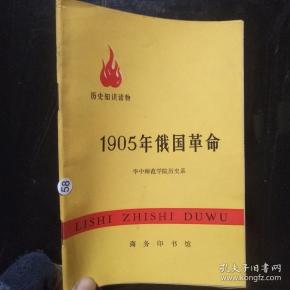 历史知识读物
1905年俄国革命
华中师范学院历史系
58
LISHI ZHISHI DUWU
商务印书馆
孔夫子旧书网